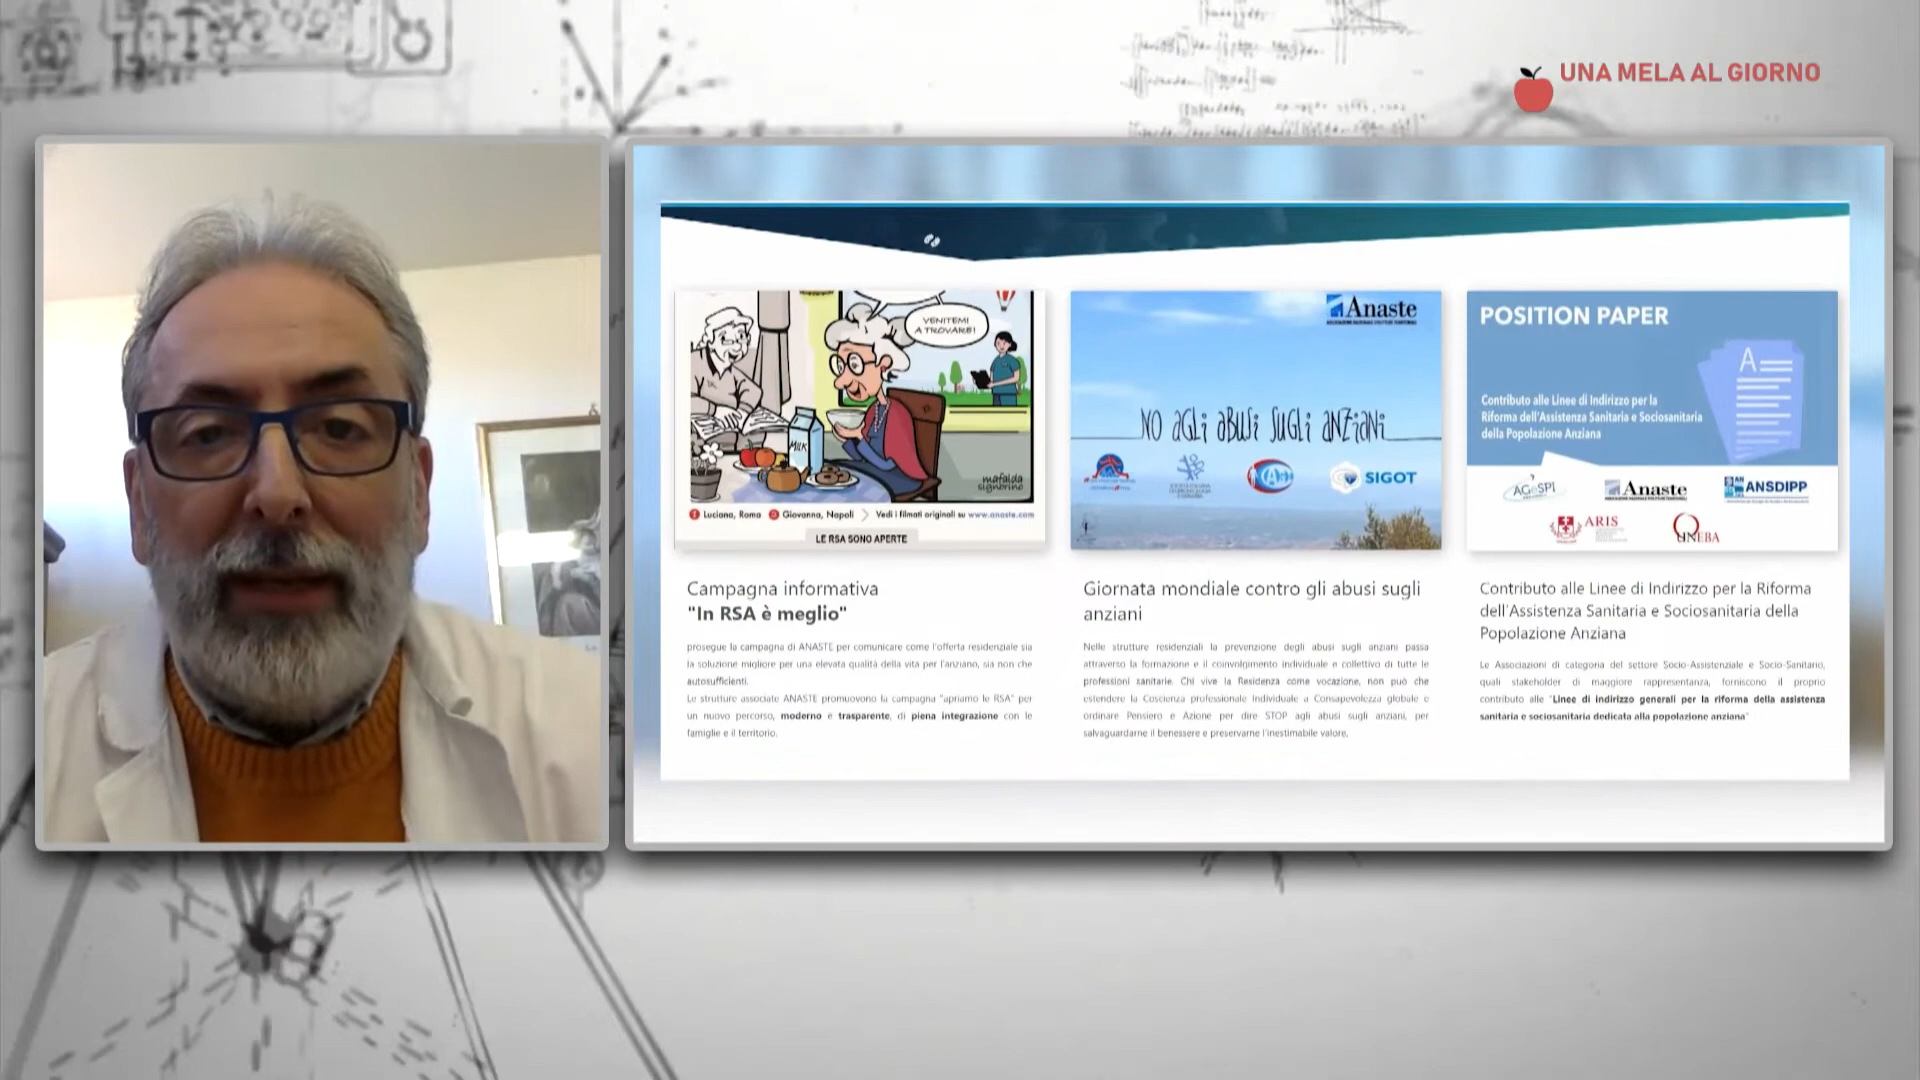 UNA MELA AL GIORNO
VENITEMI
A TROVARE!
MILK
mafalda
signorino
Luciana, Roma Giovanna, Napoli Vedi i filmati originali su www.anaste.com
LE RSA SONO APERTE
Campagna informativa
"In RSA è meglio"
prosegue la campagna di ANASTE per comunicare come l'offerta residenziale sia
la soluzione migliore per una elevata qualità della vita per l'anziano, sia non che
autosufficienti.
Le strutture associate ANASTE promuovono la campagna "apriamo le RSA" per
un nuovo percorso, moderno e trasparente, di piena integrazione con le
famiglie e il territorio.
Anaste
NO AGLI ABUSI SUGLI ANZIANI
SIGOT
Giornata mondiale contro gli abusi sugli
anziani
Nelle strutture residenziali la prevenzione degli abusi sugli anziani passa
attraverso la formazione e il coinvolgimento individuale e collettivo di tutte le
professioni sanitarie. Chi vive la Residenza come vocazione, non può che
estendere la Coscienza professionale individuale a Consapevolezza globale e
ordinare Pensiero e Azione per dire STOP agli abusi sugli anziani, per
salvaguardarne il benessere e preservarne l'inestimabile valore.
POSITION PAPER
A
Contributo alle Linee di Indirizzo per la
Riforma dell'Assistenza Sanitaria e Sociosanitaria
della Popolazione Anziana
AGeSPI Anaste ANSDIPP
ARIS UNEBA
Contributo alle Linee di Indirizzo per la Riforma
dell'Assistenza Sanitaria e Sociosanitaria della
Popolazione Anziana
Le Associazioni di categoria del settore Socio-Assistenziale e Socio-Sanitario,
quali stakeholder di maggiore rappresentanza, forniscono il proprio
contributo alle "Linee di indirizzo generali per la riforma della assistenza
sanitaria e sociosanitaria dedicata alla popolazione anziana"